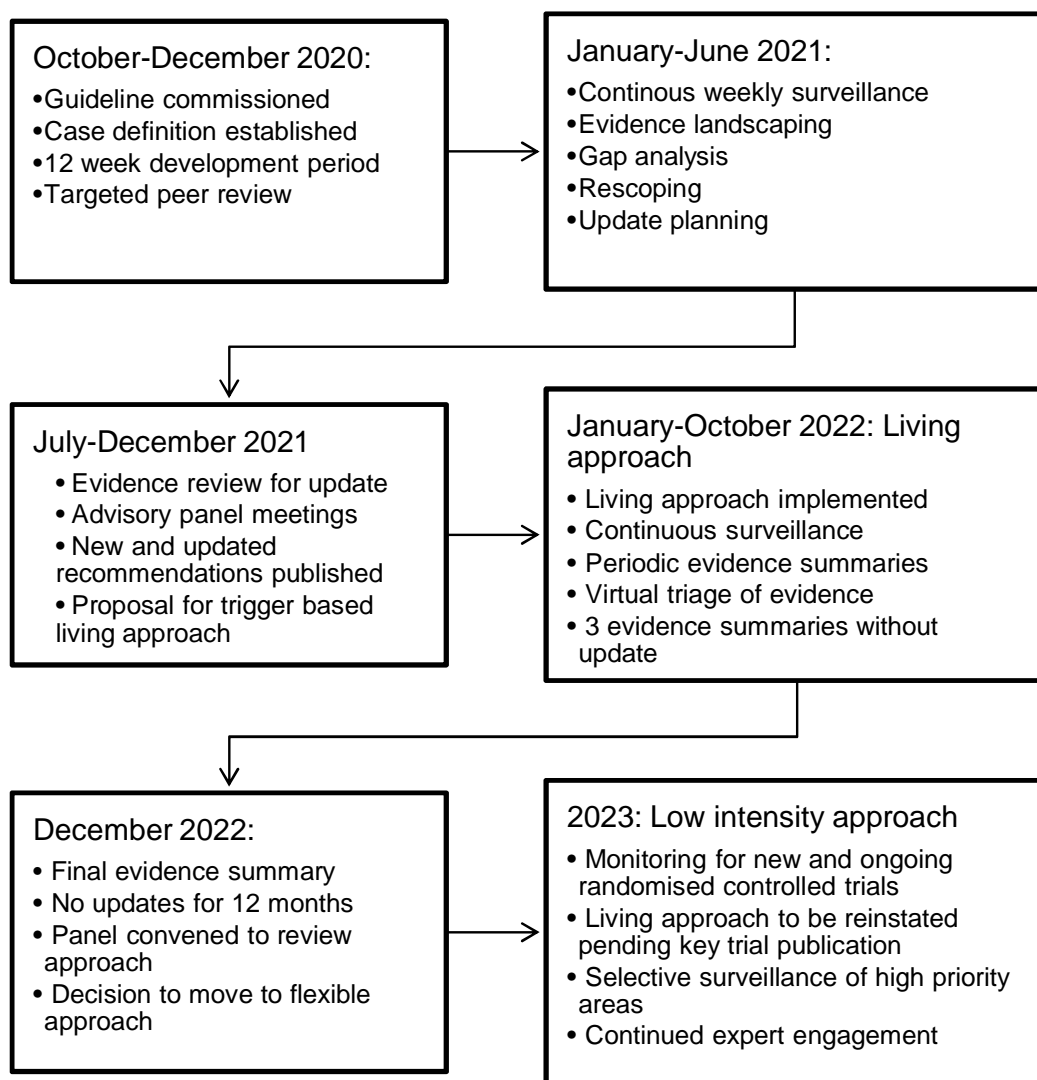 October-December 2020:
•Guideline commissioned
•Case definition established
•12 week development period
•Targeted peer review
January-June 2021:
•Continous weekly surveillance
•Evidence landscaping
•Gap analysis
•Rescoping
•Update planning
July-December 2021
• Evidence review for update
• Advisory panel meetings
• New and updated
recommendations published
• Proposal for trigger based
living approach
January-October 2022: Living
approach
• Living approach implemented
• Continuous surveillance
• Periodic evidence summaries
• Virtual triage of evidence
• 3 evidence summaries without
update
December 2022:
• Final evidence summary
• No updates for 12 months
• Panel convened to review
approach
• Decision to move to flexible
approach
2023: Low intensity approach
• Monitoring for new and ongoing
randomised controlled trials
• Living approach to be reinstated
pending key trial publication
• Selective surveillance of high priority
areas
• Continued expert engagement